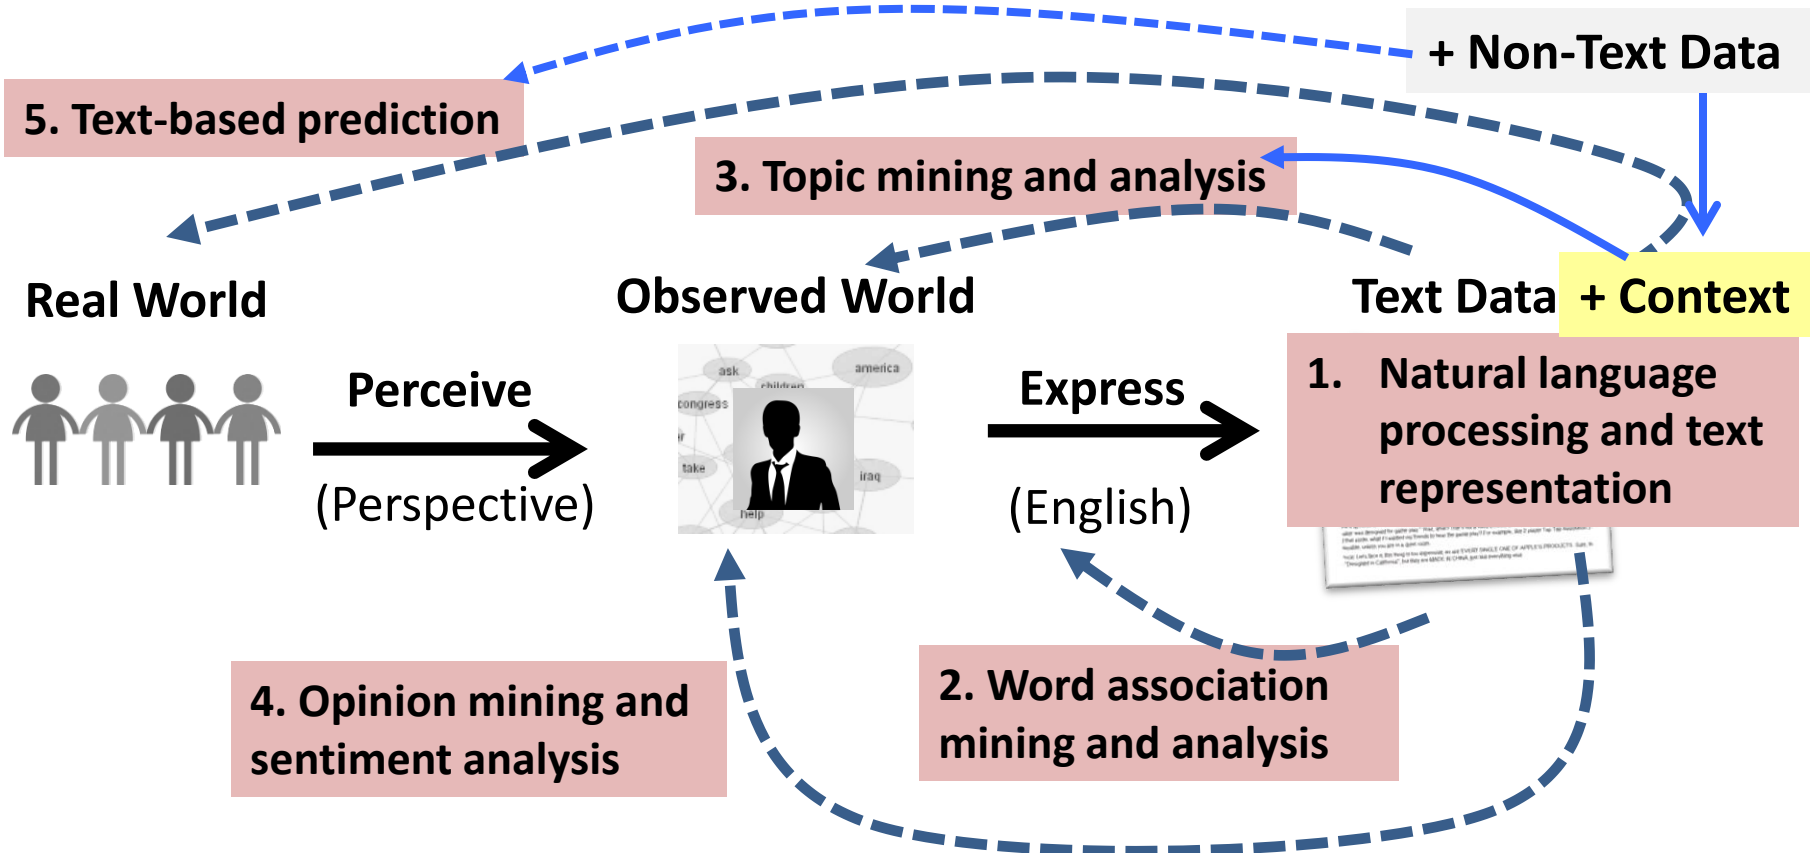 + Non-Text Data
5. Text-based prediction
3. Topic mining and analysis
Real World
Observed World
Text Data
+ Context
Perceive
(Perspective)
ask
america
children
congress
take
iraq
help
Express
(English)
1. Natural language
processing and text
representation
4. Opinion mining and
sentiment analysis
2. Word association
mining and analysis